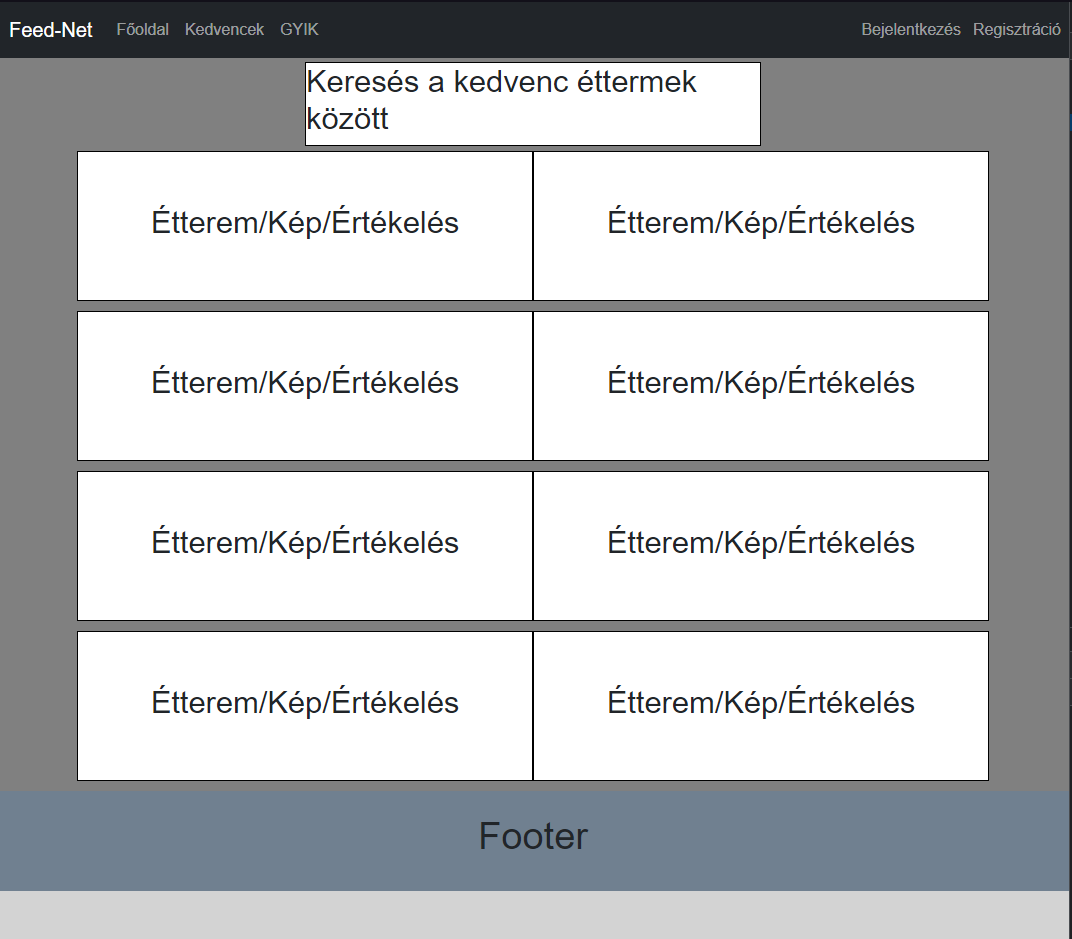 Feed-Net Főoldal Kedvencek GYIK Bejelentkezés Regisztráció
Keresés a kedvenc éttermek
között
Étterem/Kép/Értékelés Étterem/Kép/Értékelés
Étterem/Kép/Értékelés Étterem/Kép/Értékelés
Étterem/Kép/Értékelés Étterem/Kép/Értékelés
Étterem/Kép/Értékelés Étterem/Kép/Értékelés
Footer